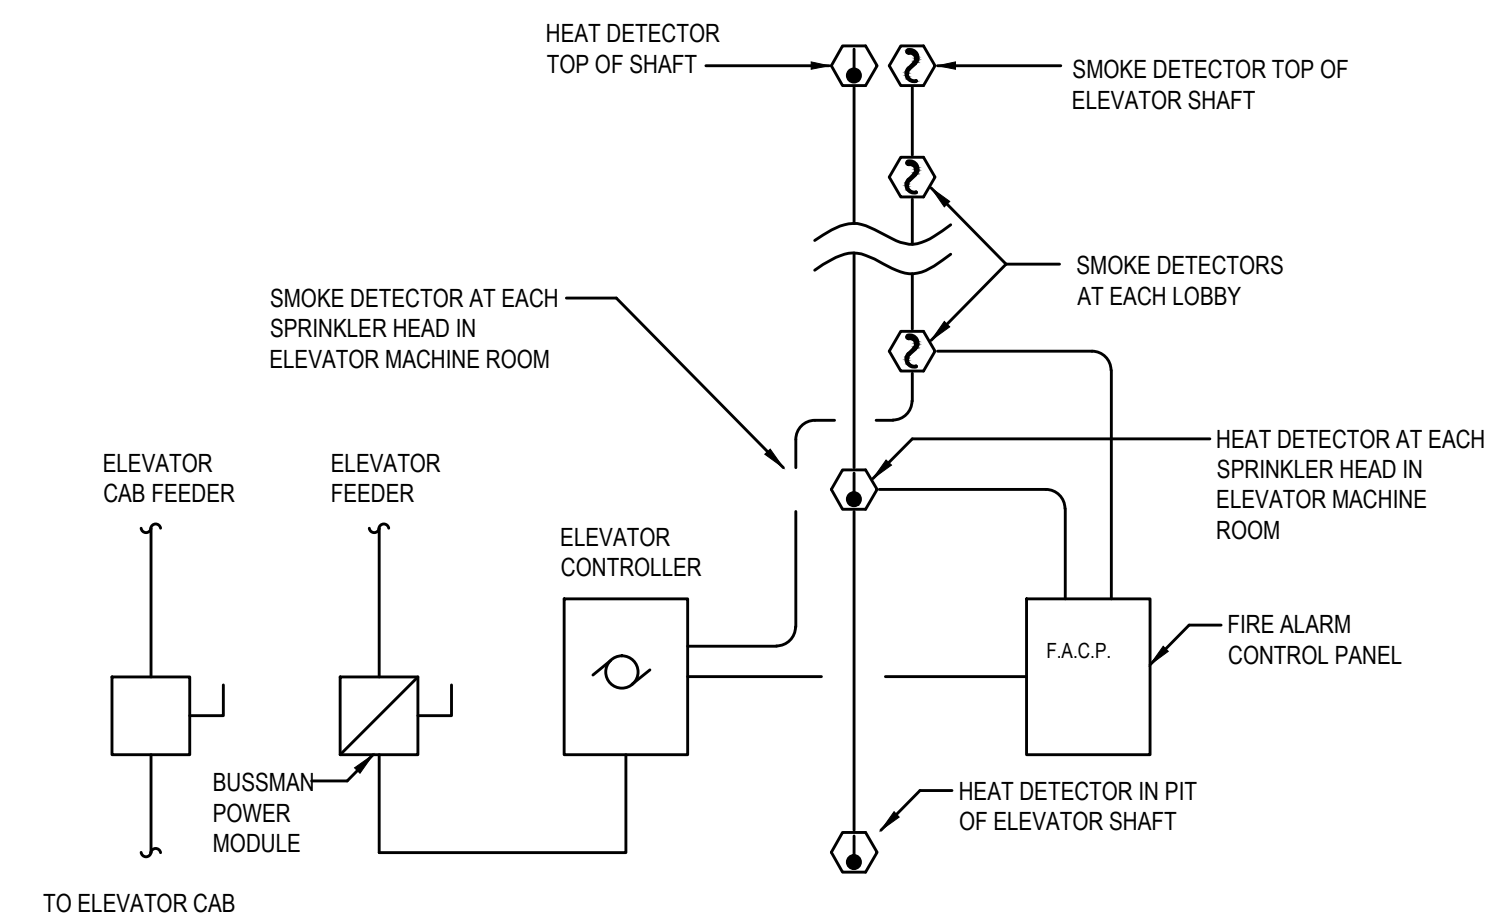 HEAT DETECTOR
TOP OF SHAFT
SMOKE DETECTOR TOP OF
ELEVATOR SHAFT
SMOKE DETECTORS
AT EACH LOBBY
SMOKE DETECTOR AT EACH
SPRINKLER HEAD IN
ELEVATOR MACHINE ROOM
HEAT DETECTOR AT EACH
SPRINKLER HEAD IN
ELEVATOR MACHINE
ROOM
ELEVATOR
CAB FEEDER
ELEVATOR
FEEDER
ELEVATOR
CONTROLLER
F.A.C.P.
FIRE ALARM
CONTROL PANEL
BUSSMAN
POWER
MODULE
HEAT DETECTOR IN PIT
OF ELEVATOR SHAFT
TO ELEVATOR CAB